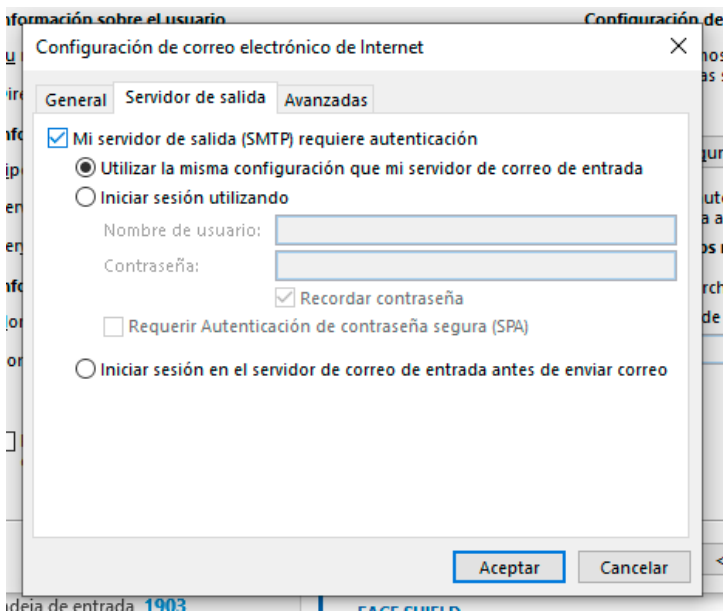 nformación sobre el usuario
Configuración de
Configuración de correo electrónico de Internet
General Servidor de salida Avanzadas
Mi servidor de salida (SMTP) requiere autenticación
Utilizar la misma configuración que mi servidor de correo de entrada
Iniciar sesión utilizando
Nombre de usuario:
Contraseña:
Recordar contraseña
Requerir Autenticación de contraseña segura (SPA)
Iniciar sesión en el servidor de correo de entrada antes de enviar correo
Aceptar Cancelar
<
adeja de entrada 1903
FACE SHIELD